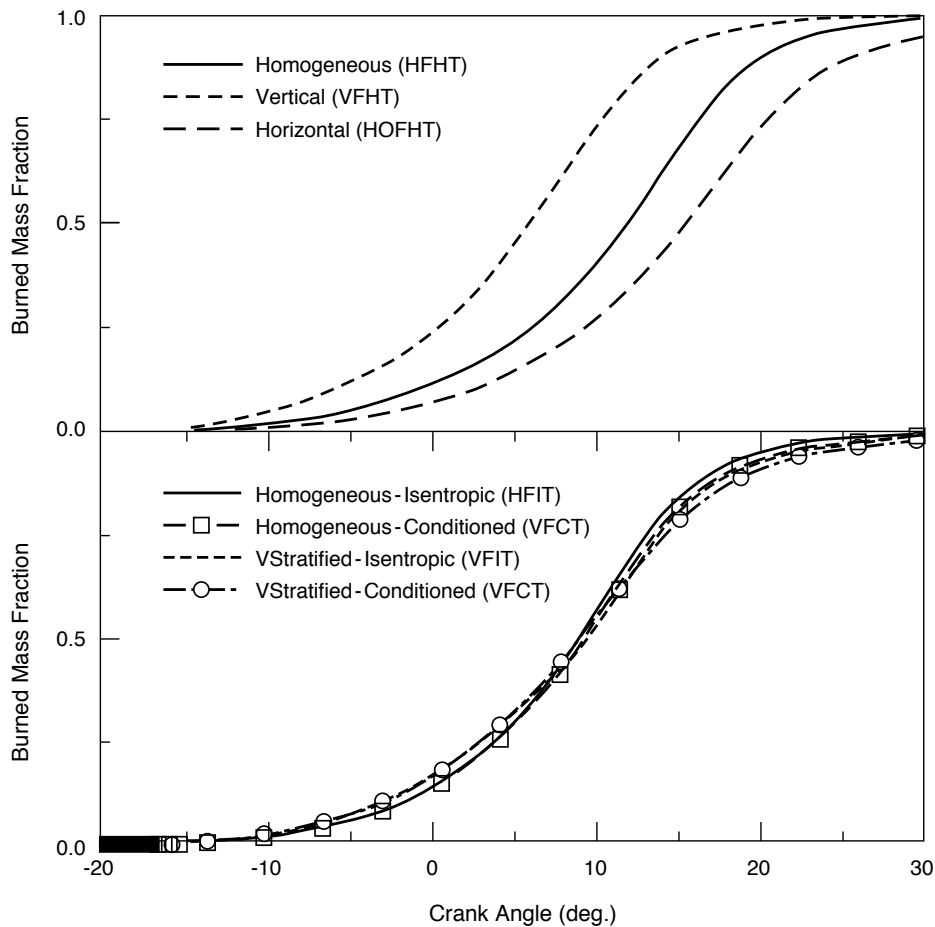 1.0
Homogeneous (HFHT)
Vertical (VFHT)
Horizontal (HOFHT)
0.5
Burned Mass Fraction
0.0
Homogeneous-Isentropic (HFIT)
Homogeneous-Conditioned (VFCT)
VStratified-Isentropic (VFIT)
VStratified-Conditioned (VFCT)
0.5
Burned Mass Fraction
0.0
-20 -10 0 10 20 30
Crank Angle (deg.)